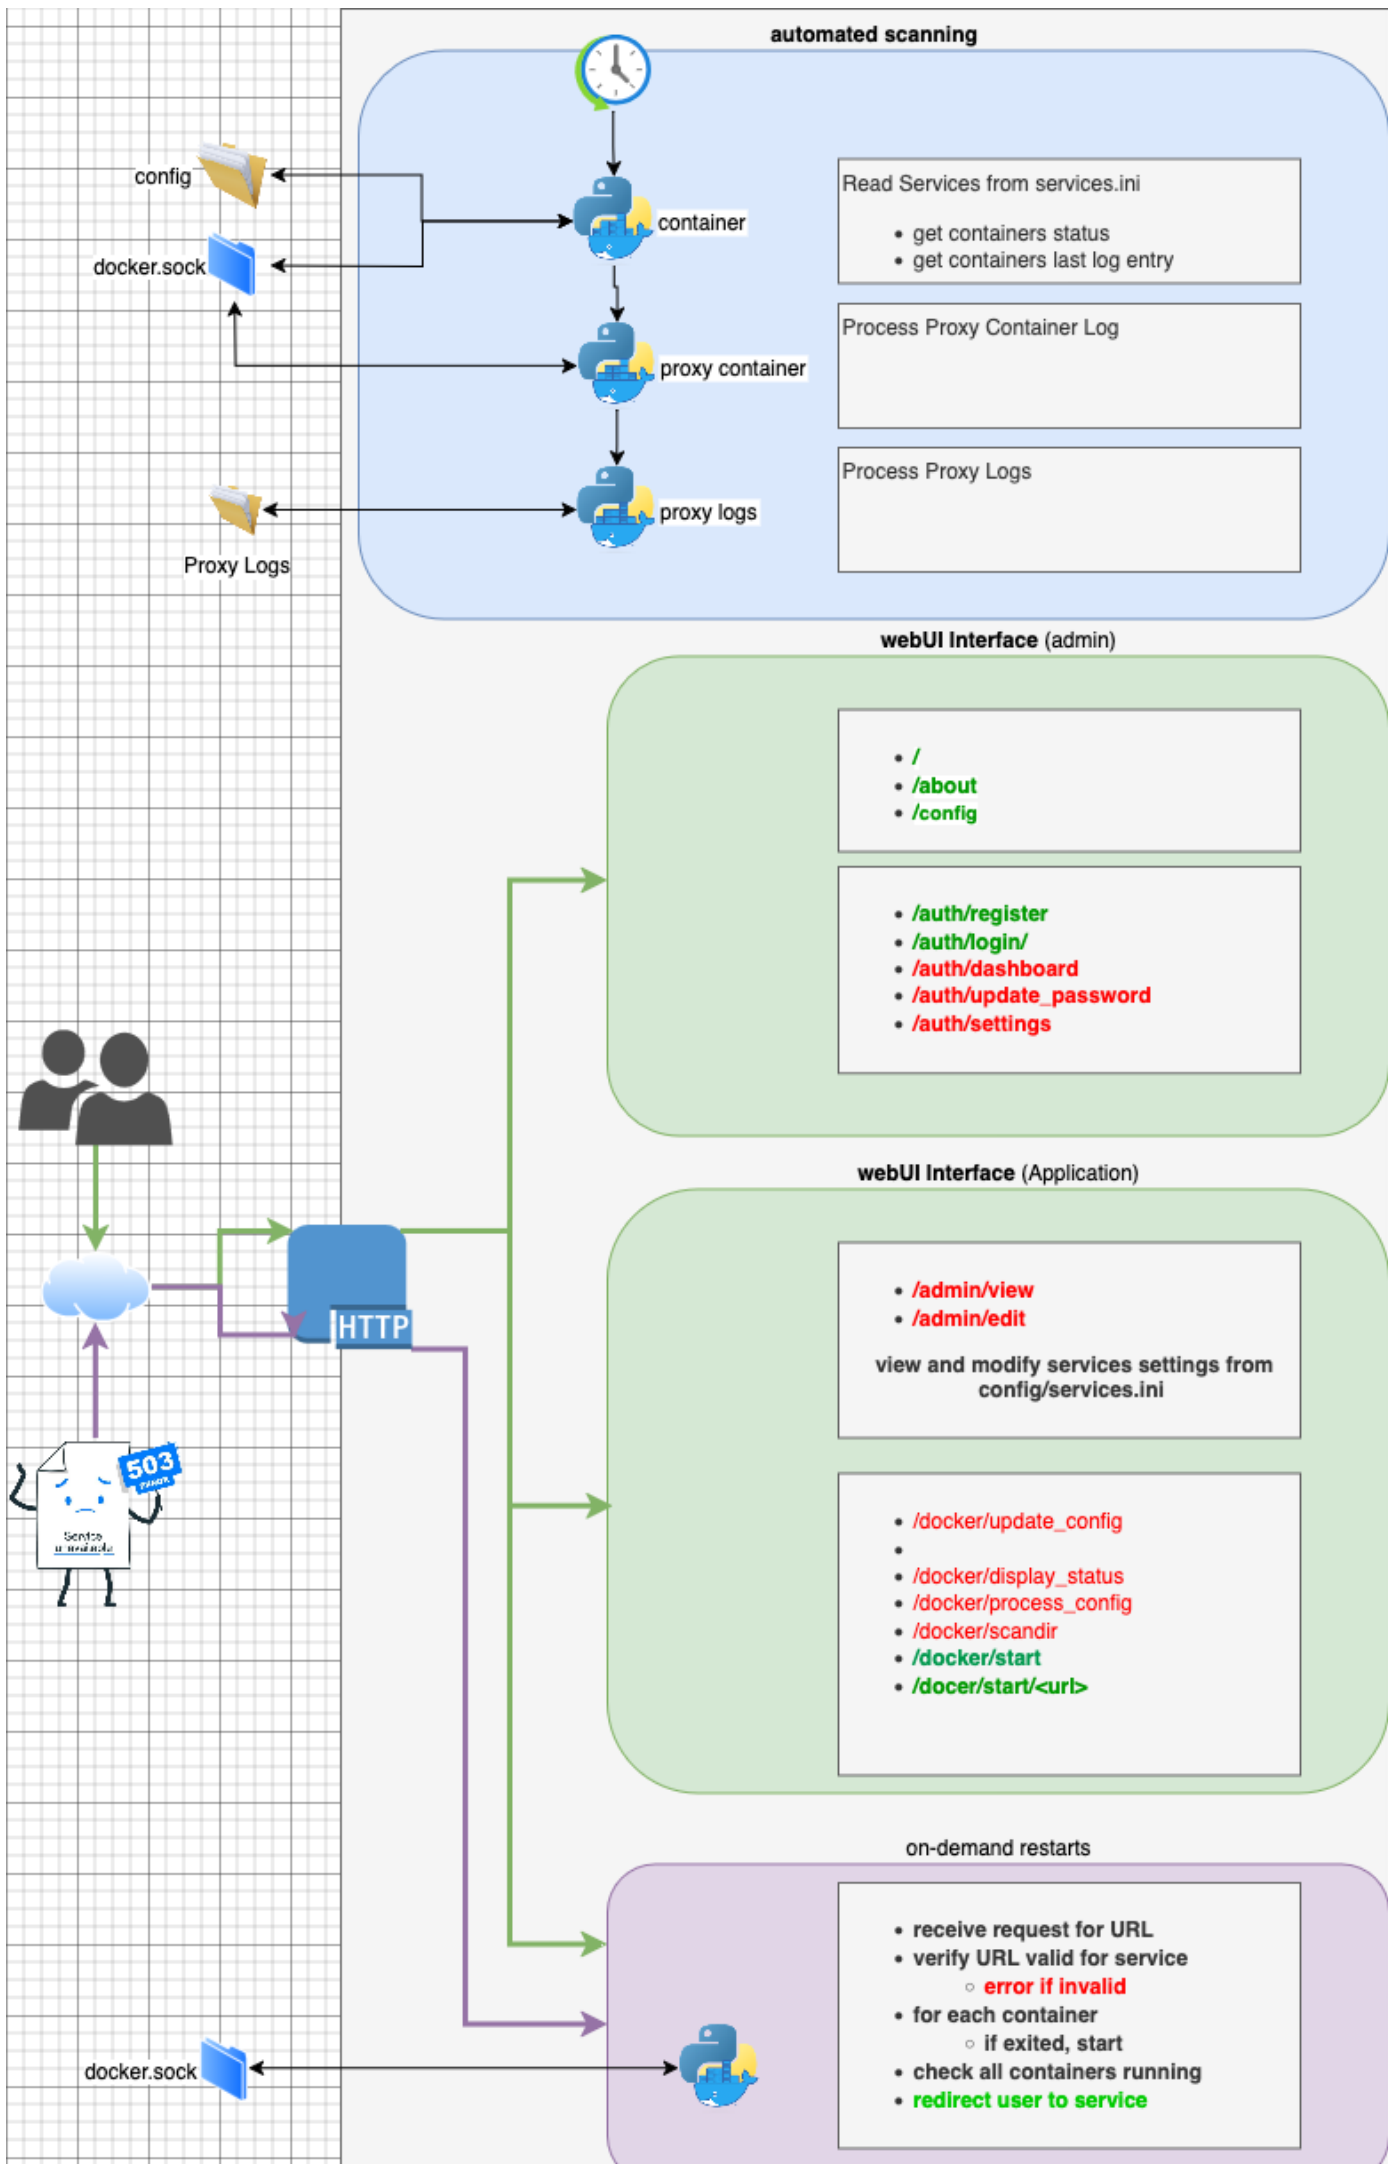 automated scanning
config
docker.sock
container
Read Services from services.ini
get containers status
get containers last log entry
proxy container
Process Proxy Container Log
proxy logs
Process Proxy Logs
Proxy Logs
webUI Interface (admin)
/
/about
/config
/auth/register
/auth/login/
/auth/dashboard
/auth/update_password
/auth/settings
webUI Interface (Application)
HTTP
/admin/view
/admin/edit
view and modify services settings from
config/services.ini
503
Service
unavailable
/docker/update_config
/docker/display_status
/docker/process_config
/docker/scandir
/docker/start
/docer/start/<url>
on-demand restarts
receive request for URL
verify URL valid for service
error if invalid
for each container
if exited, start
check all containers running
redirect user to service
docker.sock